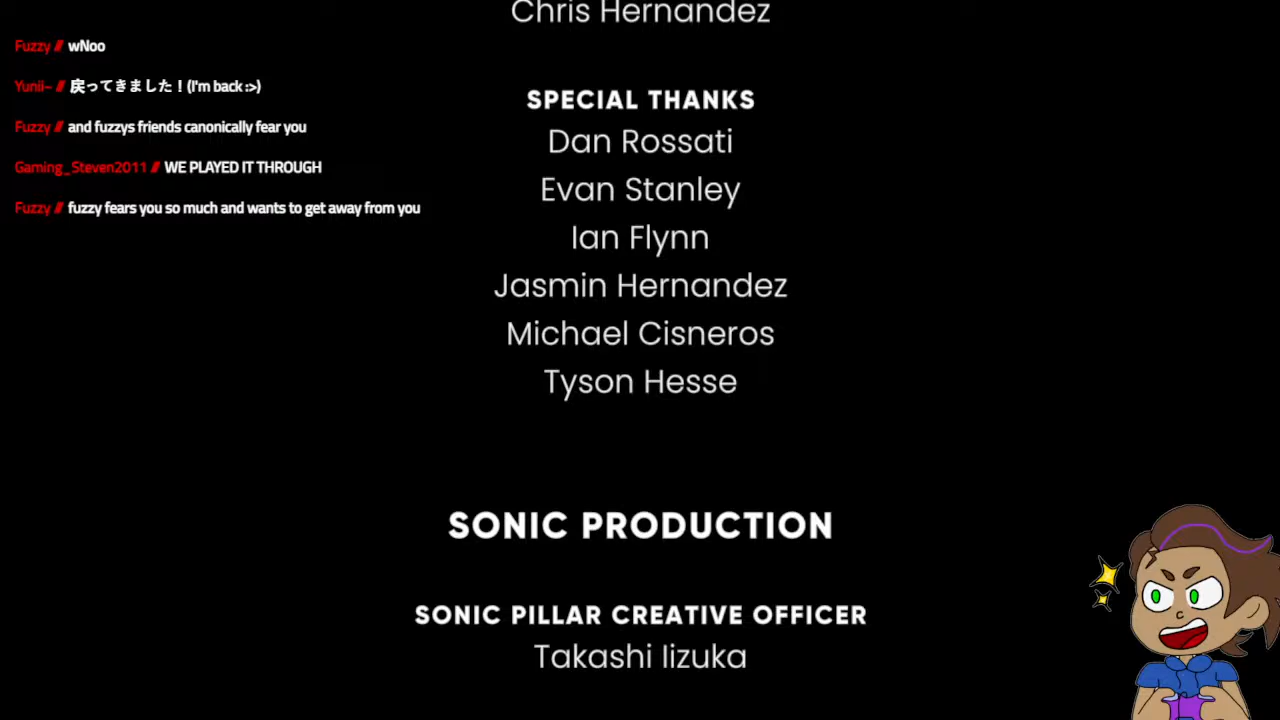 Chris Hernandez
Fuzzy // wNoo
Yunii~ // 戻ってきました！(I'm back :>)
Fuzzy // and fuzzys friends canonically fear you
Gaming_Steven2011 // WE PLAYED IT THROUGH
Fuzzy // fuzzy fears you so much and wants to get away from you
SPECIAL THANKS
Dan Rossati
Evan Stanley
Ian Flynn
Jasmin Hernandez
Michael Cisneros
Tyson Hesse
SONIC PRODUCTION
SONIC PILLAR CREATIVE OFFICER
Takashi Iizuka